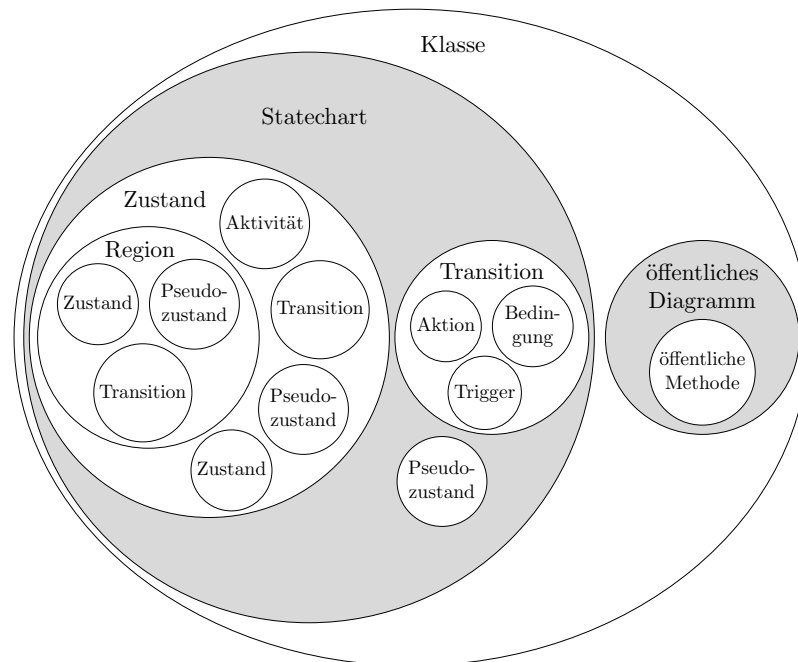 Klasse
Statechart
Zustand
Aktivität
Region
Zustand
Pseudo-
zustand
Transition
Transition
Pseudo-
zustand
Zustand
Transition
Aktion
Bedin-
gung
Trigger
Pseudo-
zustand
öffentliches
Diagramm
öffentliche
Methode